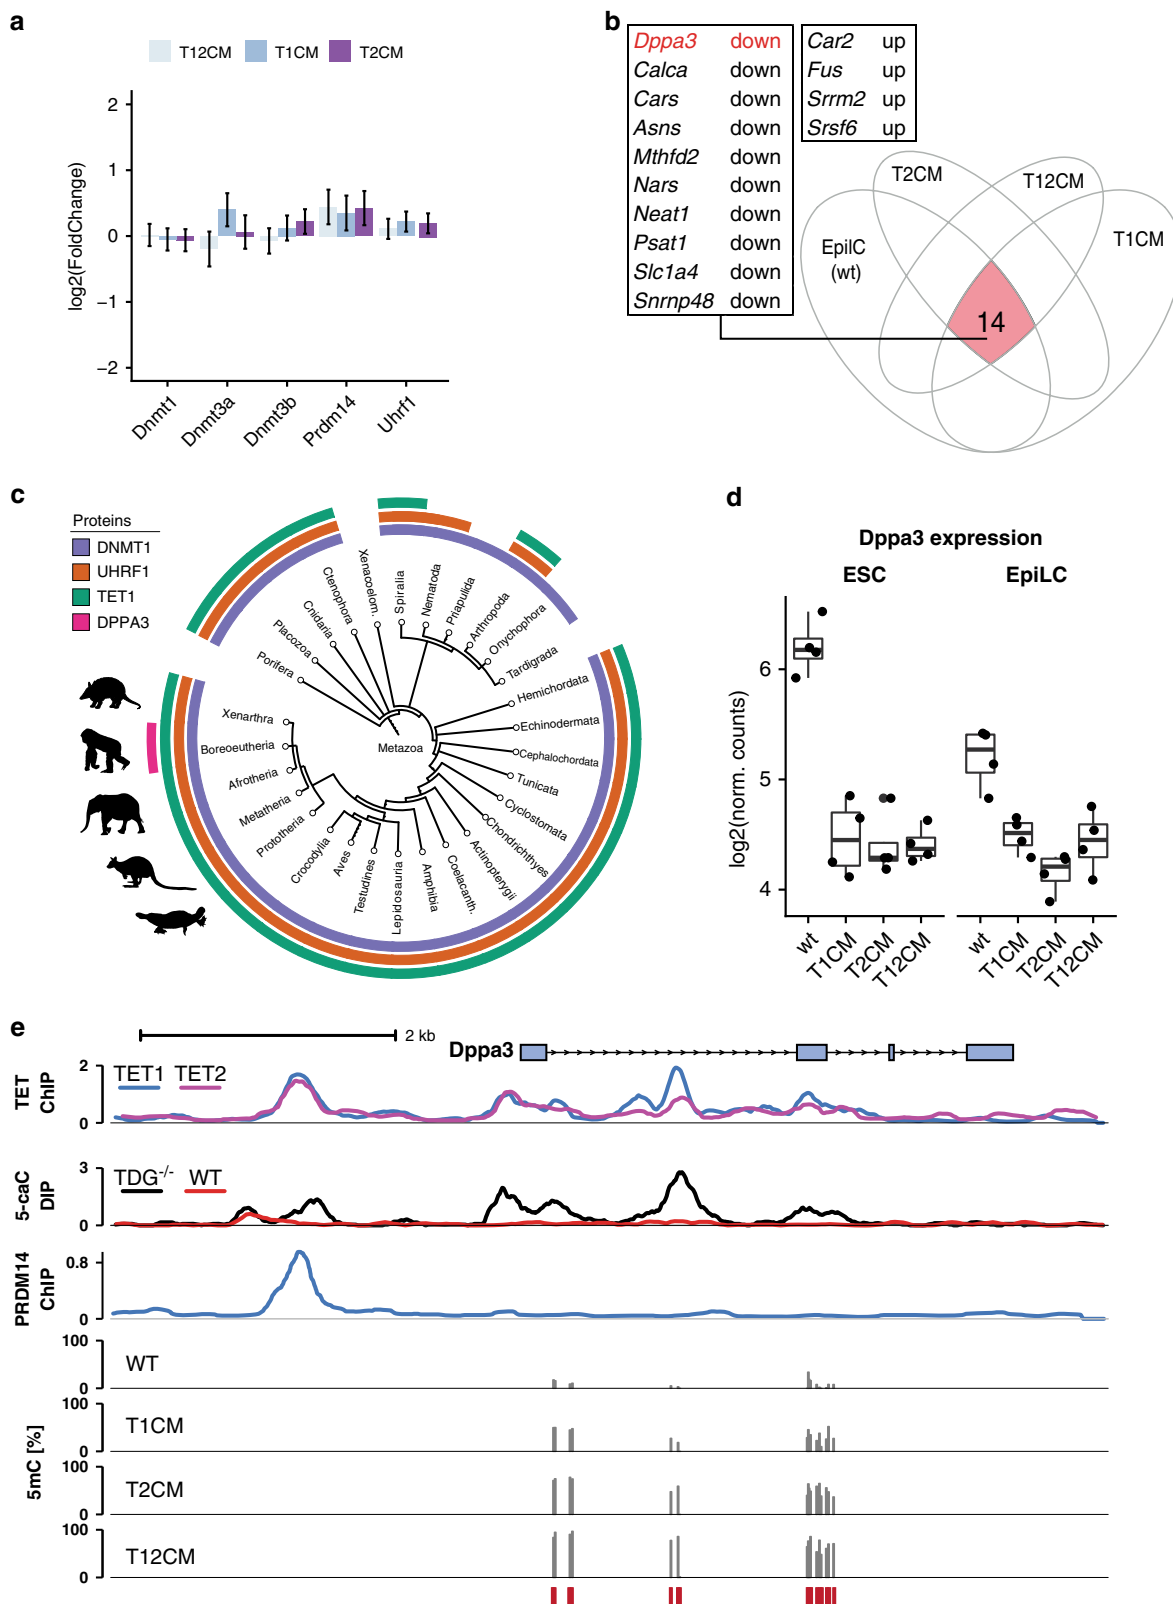 a
T12CM T1CM T2CM
log2(FoldChange)
2
1
0
−1
−2
Dnmt1 Dnmt3a Dnmt3b Prdm14 Uhrf1
b
Dppa3 down
Calca down
Cars down
Asns down
Mthfd2 down
Nars down
Neat1 down
Psat1 down
Slc1a4 down
Snrnp48 down
Car2 up
Fus up
Srrm2 up
Srsf6 up
EpilC
(wt)
T2CM
T12CM
T1CM
14
c
Proteins
DNMT1
UHRF1
TET1
DPPA3
Metazoa
Porifera
Placozoa
Cnidaria
Ctenophora
Xenacoelom.
Spiralia
Nematoda
Priapulida
Arthropoda
Onychophora
Tardigrada
Hemichordata
Echinodermata
Cephalochordata
Tunicata
Cyclostomata
Chondrichthyes
Actinopterygii
Coelacanth.
Amphibia
Lepidosauria
Testudines
Aves
Crocodylia
Prototheria
Metatheria
Afrotheria
Boreoeutheria
Xenarthra
d
Dppa3 expression
ESC EpiLC
log2(norm. counts)
6
5
4
wt T1CM T2CM T12CM wt T1CM T2CM T12CM
e
2 kb
Dppa3
TET
ChIP
2
0
TET1 TET2
5-caC
DIP
3
0
TDG-/- WT
PRDM14
ChIP
0.8
0
5mC [%]
100
0
WT
100
0
T1CM
100
0
T2CM
100
0
T12CM